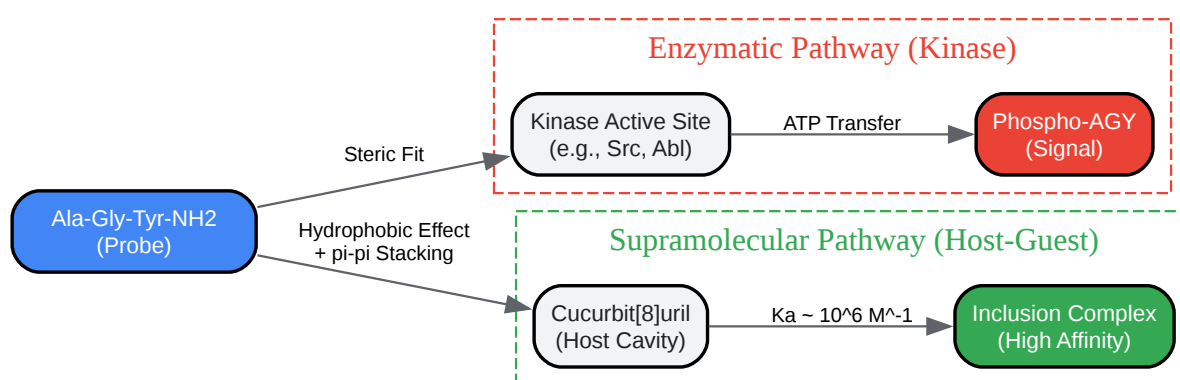 Enzymatic Pathway (Kinase)
Kinase Active Site
(e.g., Src, Abl)
ATP Transfer
Phospho-AGY
(Signal)
Steric Fit
Ala-Gly-Tyr-NH2
(Probe)
Hydrophobic Effect
+ pi-pi Stacking
Supramolecular Pathway (Host-Guest)
Cucurbit[8]uril
(Host Cavity)
Ka ~ 10^6 M^-1
Inclusion Complex
(High Affinity)